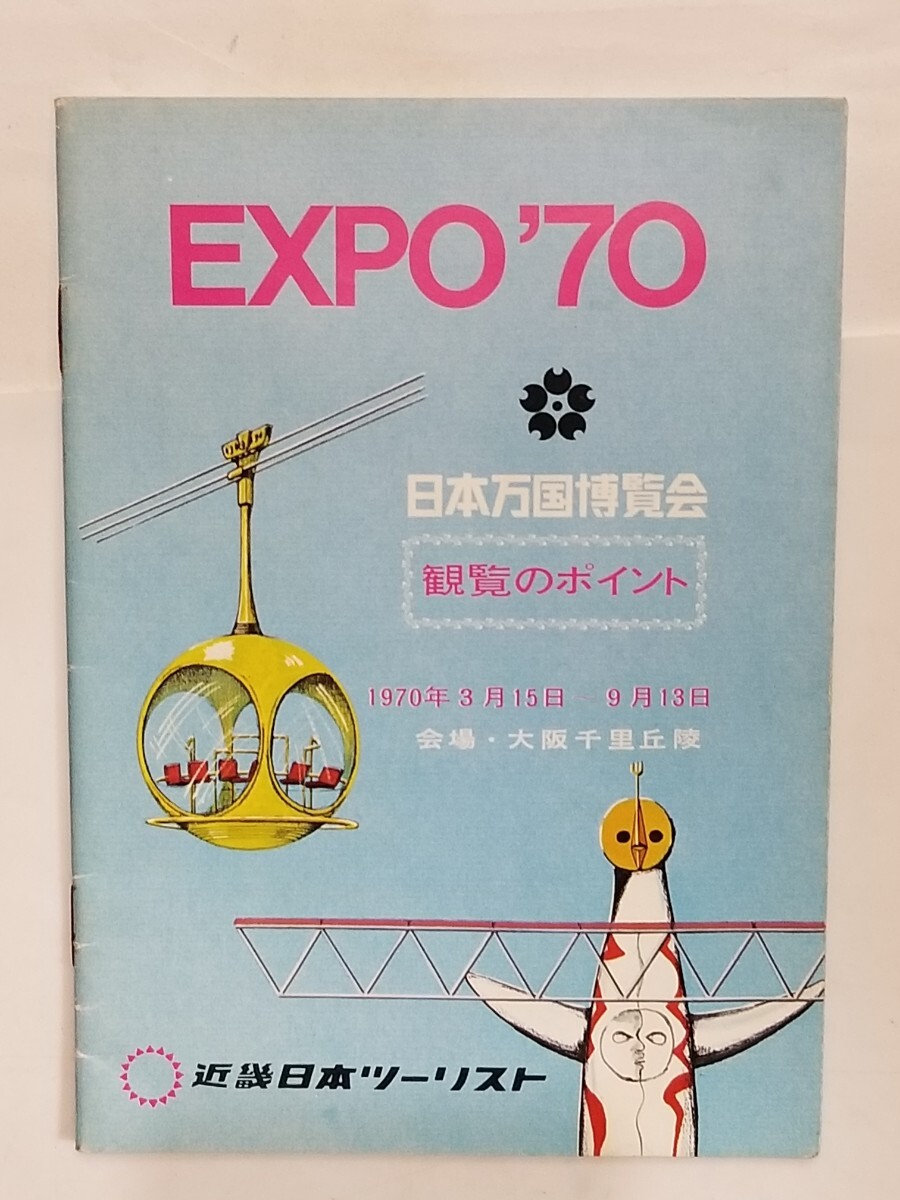 EXPO'70
日本万国博覧会
観覧のポイント
1970年3月15日-9月13日
会場・大阪千里丘陵
近畿日本ツーリスト